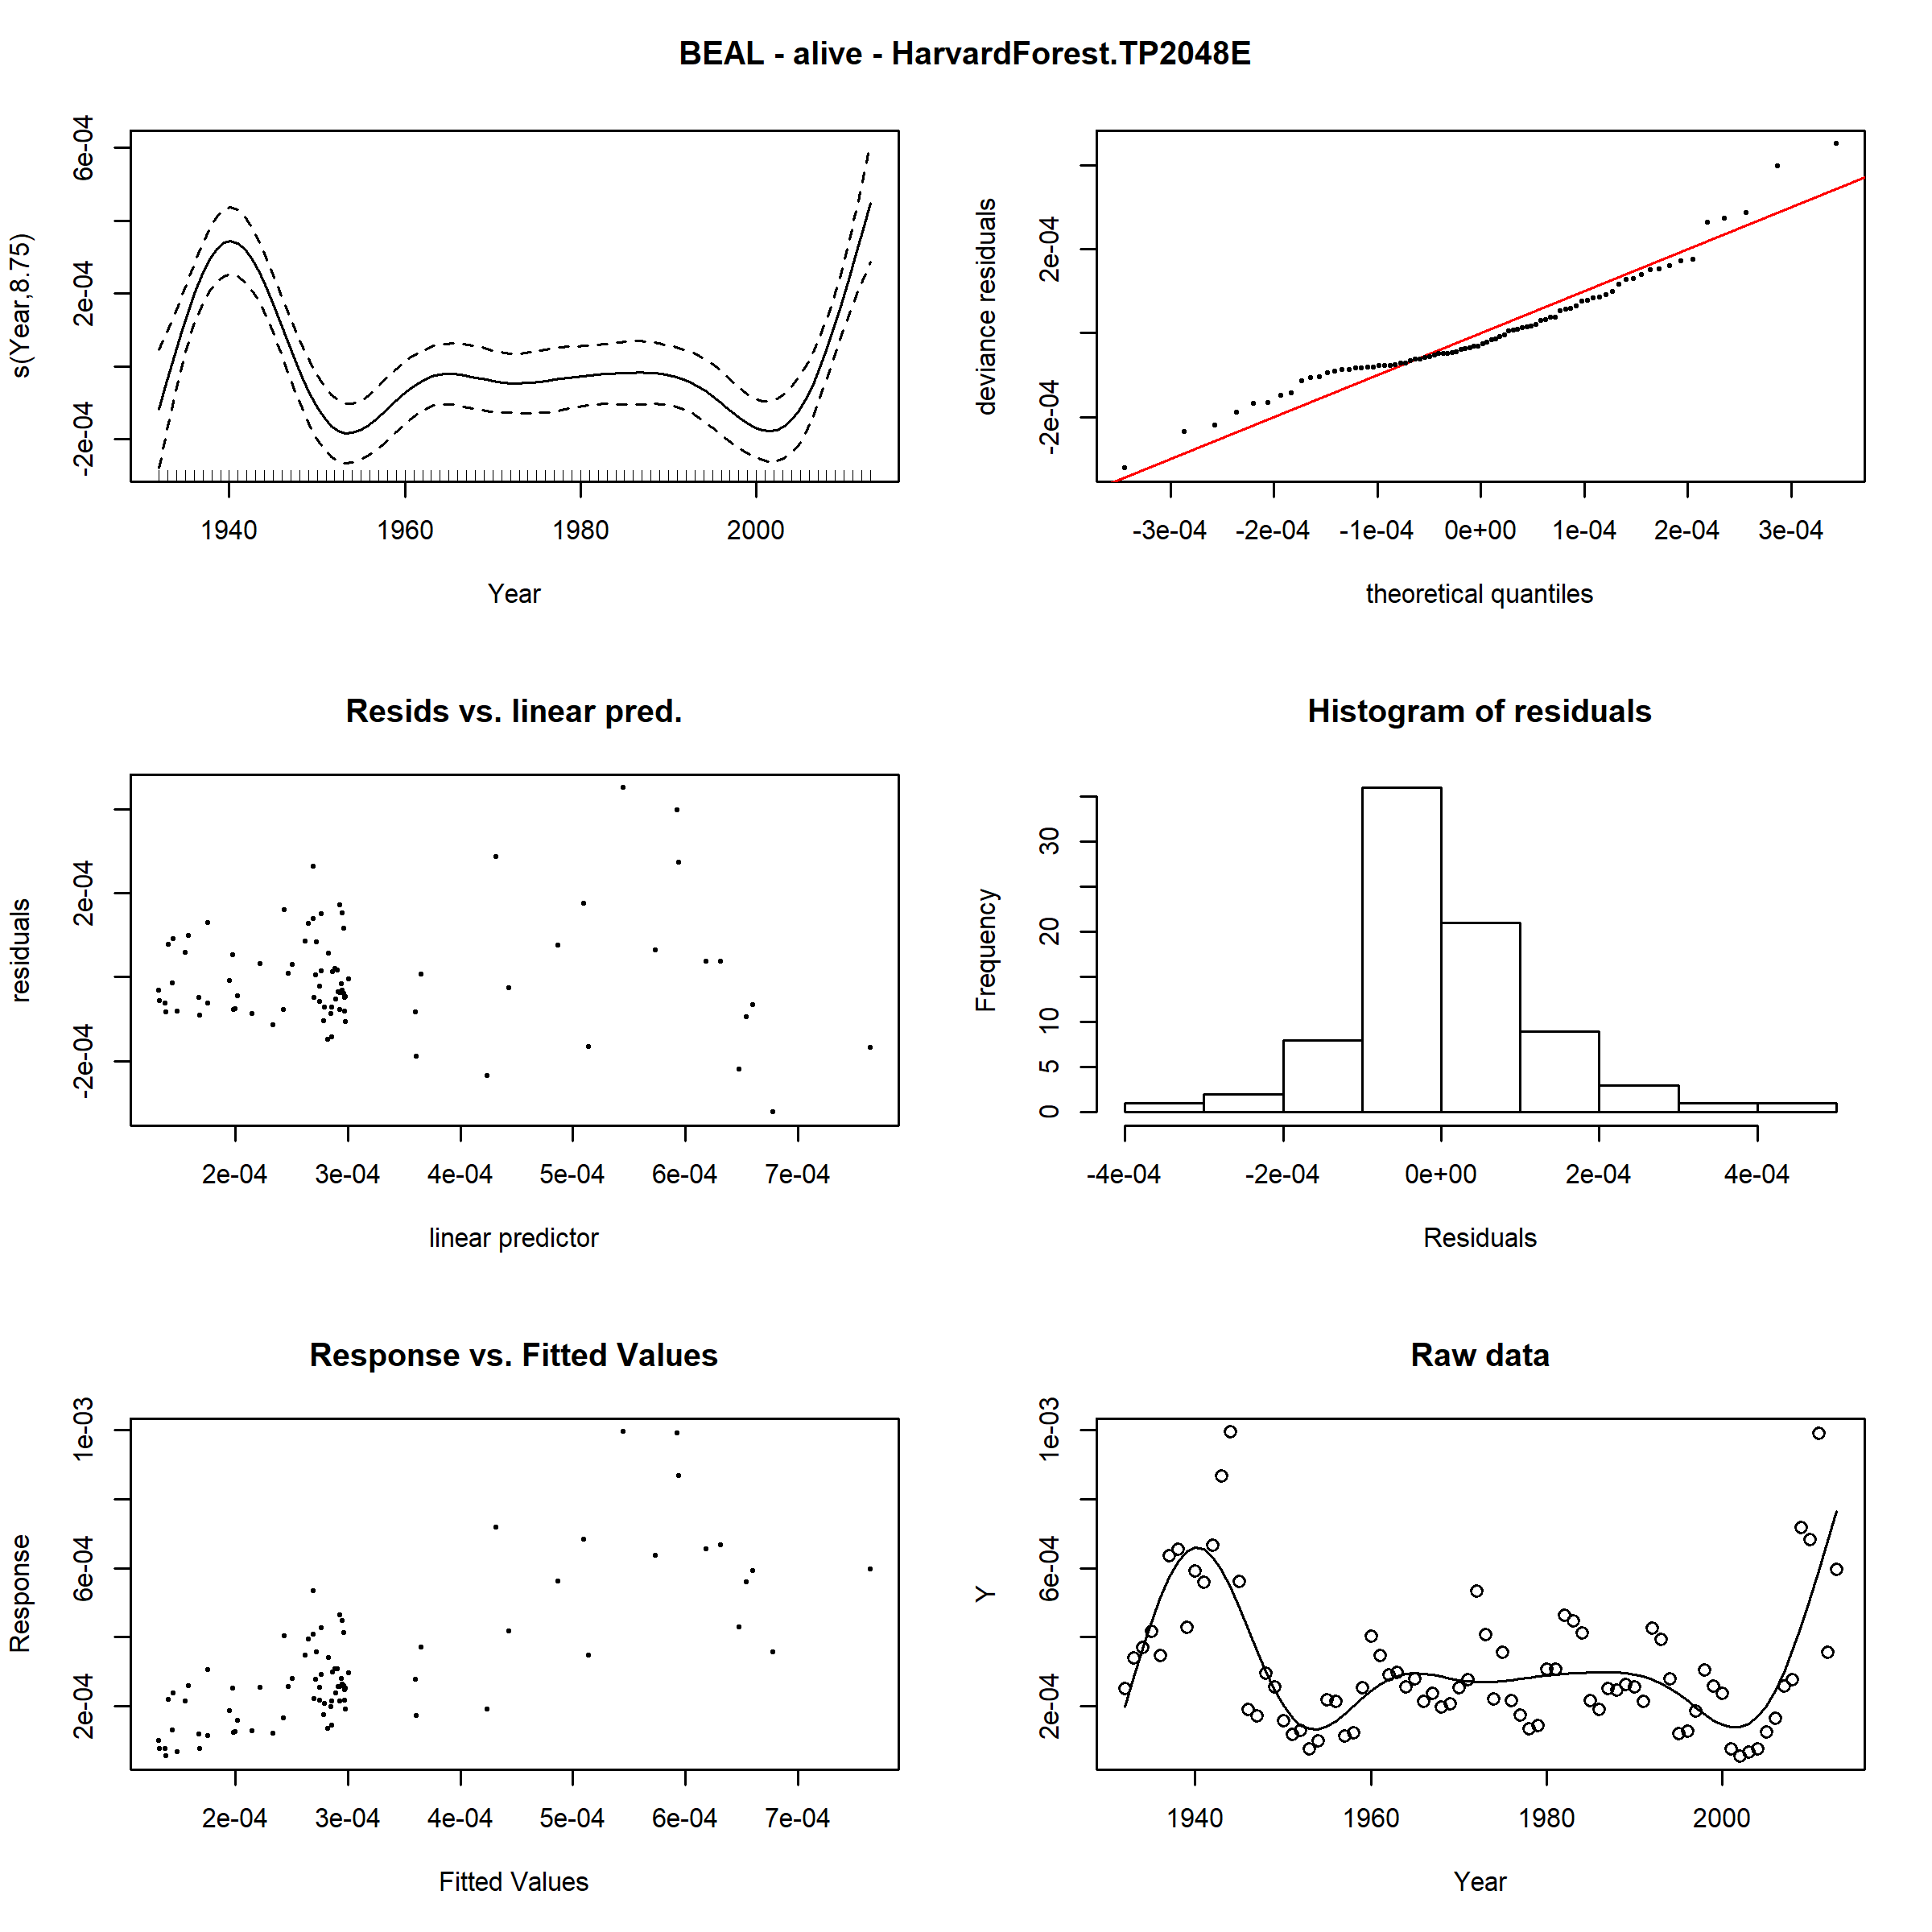 BEAL - alive - HarvardForest.TP2048E
s(Year,8.75)
-2e-04 2e-04 6e-04
1940 1960 1980 2000
Year
deviance residuals
-2e-04 2e-04
-3e-04 -2e-04 -1e-04 0e+00 1e-04 2e-04 3e-04
theoretical quantiles
Resids vs. linear pred.
residuals
-2e-04 2e-04
2e-04 3e-04 4e-04 5e-04 6e-04 7e-04
linear predictor
Histogram of residuals
Frequency
0 5 10 20 30
-4e-04 -2e-04 0e+00 2e-04 4e-04
Residuals
Response vs. Fitted Values
Response
2e-04 6e-04 1e-03
2e-04 3e-04 4e-04 5e-04 6e-04 7e-04
Fitted Values
Raw data
Y
2e-04 6e-04 1e-03
1940 1960 1980 2000
Year